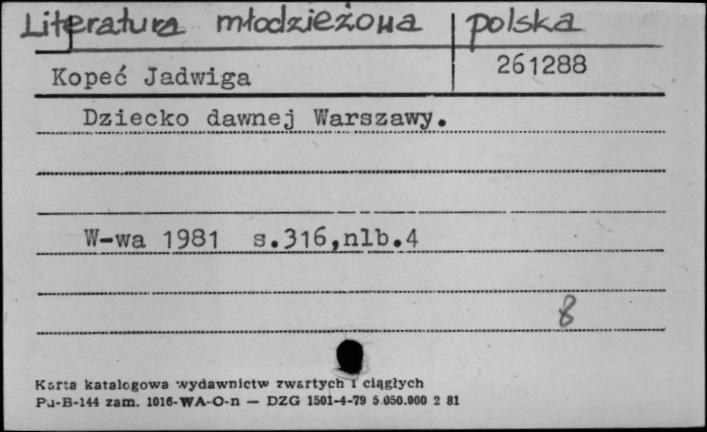 Literatura młodzieżowa polska
Kopeć Jadwiga 261288
Dziecko dawnej Warszawy.
W-wa 1981 s.316,nlb.4
8
Karta katalogowa wydawnictw zwartych i ciągłych
Pu-B-144 zam. 1016-WA-O-n — DZG 1501-4-79 5.050.000 2 81